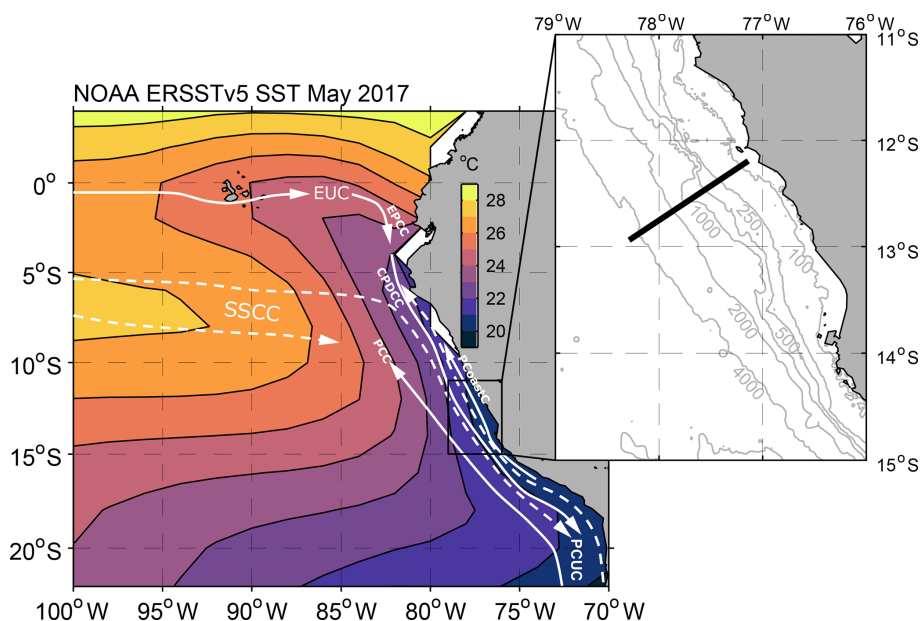 79°W 78°W 77°W 76°W
11°S
12°S
13°S
14°S
15°S
1000
250
100
2000
500
4000
NOAA ERSSTv5 SST May 2017
°C
28
26
24
22
20
0°
5°S
10°S
15°S
20°S
EUC
EPCC
CPDCC
SSCC
PCC
PCoastC
PCUC
100°W 95°W 90°W 85°W 80°W 75°W 70°W